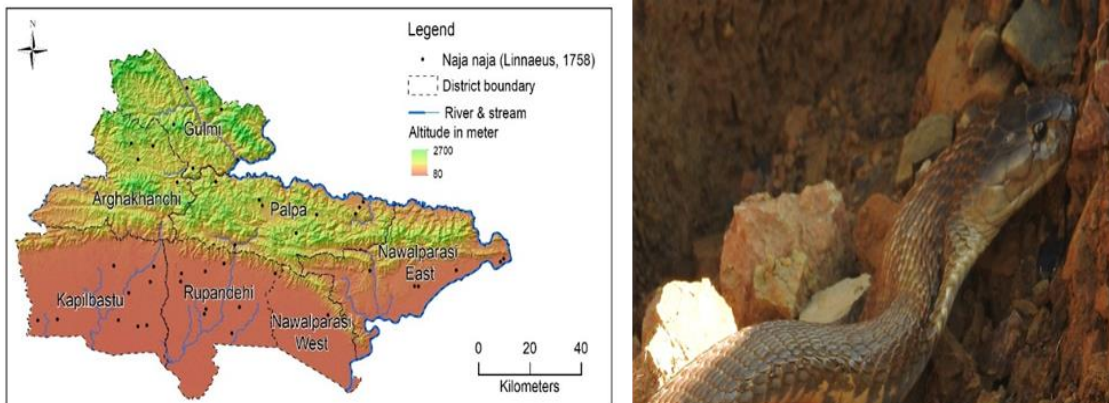 N
Legend
Naja naja (Linnaeus, 1758)
District boundary
River & stream
Altitude in meter
2700
80
Gulmi
Arghakhanchi
Palpa
Nawalparasi
East
Kapilbastu
Rupandehi
Nawalparasi
West
0 10 20
Kilometers